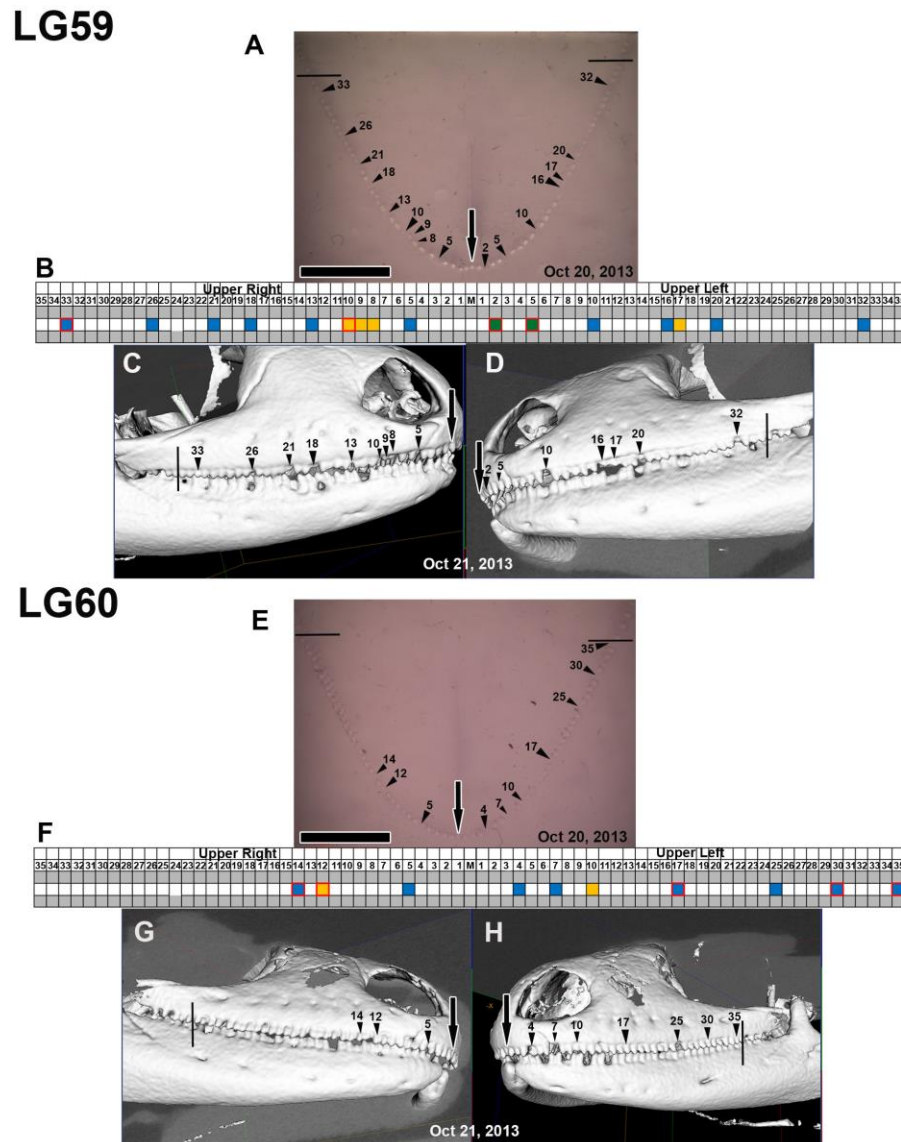 LG59
A
33 32
26
21 20
18 17
16
13
10 10
9
8 5 5
2
Oct 20, 2013
B
Upper Right Upper Left
35 34 33 32 31 30 29 28 27 26 25 24 23 22 21 20 19 18 17 16 15 14 13 12 11 10 9 8 7 6 5 4 3 2 1 M 1 2 3 4 5 6 7 8 9 10 11 12 13 14 15 16 17 18 19 20 21 22 23 24 25 26 27 28 29 30 31 32 33 34 35
C D
33 26 21 18 13 10 9 8 5
2 5 10 16 17 20 32
Oct 21, 2013
LG60
E
35
30
25
17
14
12
10
7
5 4
Oct 20, 2013
F
Upper Right Upper Left
35 34 33 32 31 30 29 28 27 26 25 24 23 22 21 20 19 18 17 16 15 14 13 12 11 10 9 8 7 6 5 4 3 2 1 M 1 2 3 4 5 6 7 8 9 10 11 12 13 14 15 16 17 18 19 20 21 22 23 24 25 26 27 28 29 30 31 32 33 34 35
G H
14 12 5
4 7 10 17 25 30 35
Oct 21, 2013